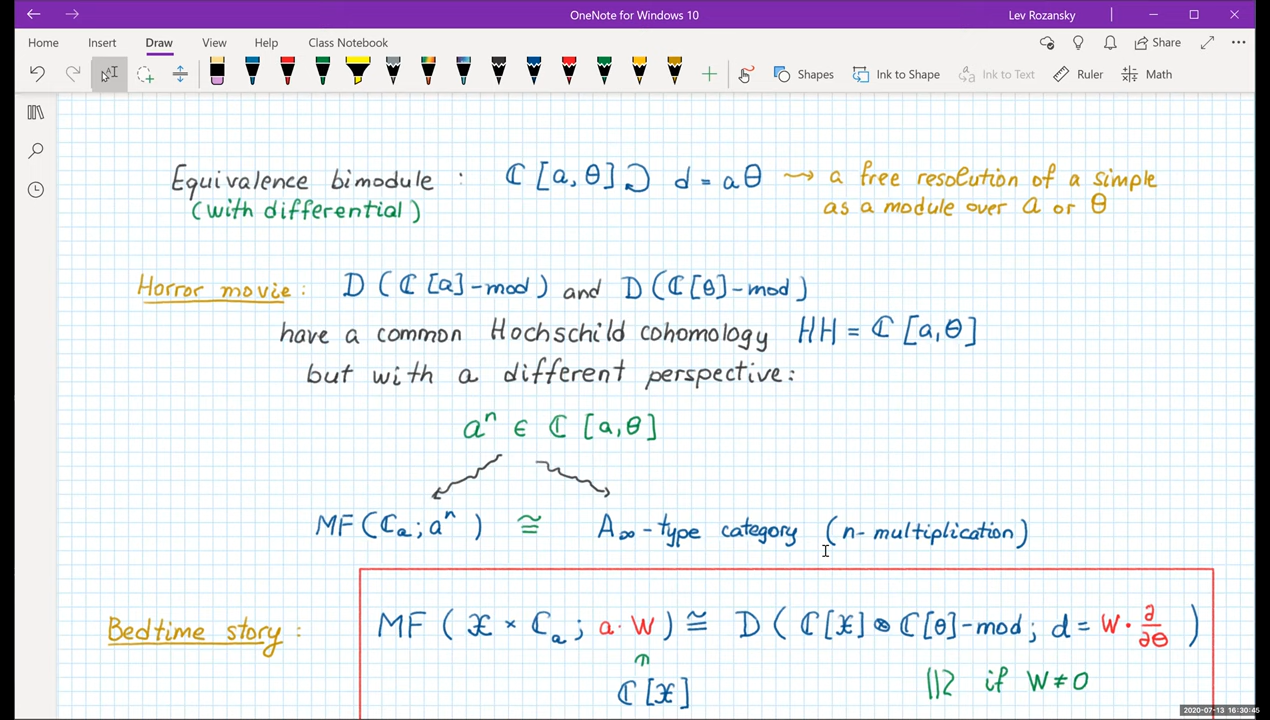 OneNote for Windows 10
Lev Rozansky
Home Insert Draw View Help Class Notebook Share
Shapes Ink to Shape Ink to Text Ruler Math
Equivalence bimodule : ℂ [a, θ] ⊃ d = aθ ⇝ a free resolution of a simple
(with differential) as a module over a or θ
Horror movie : D (ℂ [a] -mod) and D (ℂ [θ] -mod)
have a common Hochschild cohomology HH = ℂ [a, θ]
but with a different perspective :
aⁿ ∈ ℂ [a, θ]
MF (ℂₐ ; aⁿ) ≅ A∞ - type category (n- multiplication)
Bedtime story : MF ( 𝒳 × ℂₐ ; a · W ) ≅ D ( ℂ[𝒳] ⊗ ℂ[θ] -mod ; d = W · ∂/∂θ )
↑
ℂ [𝒳] ≀≀ if W ≠ 0
2020-07-13 16:30:45